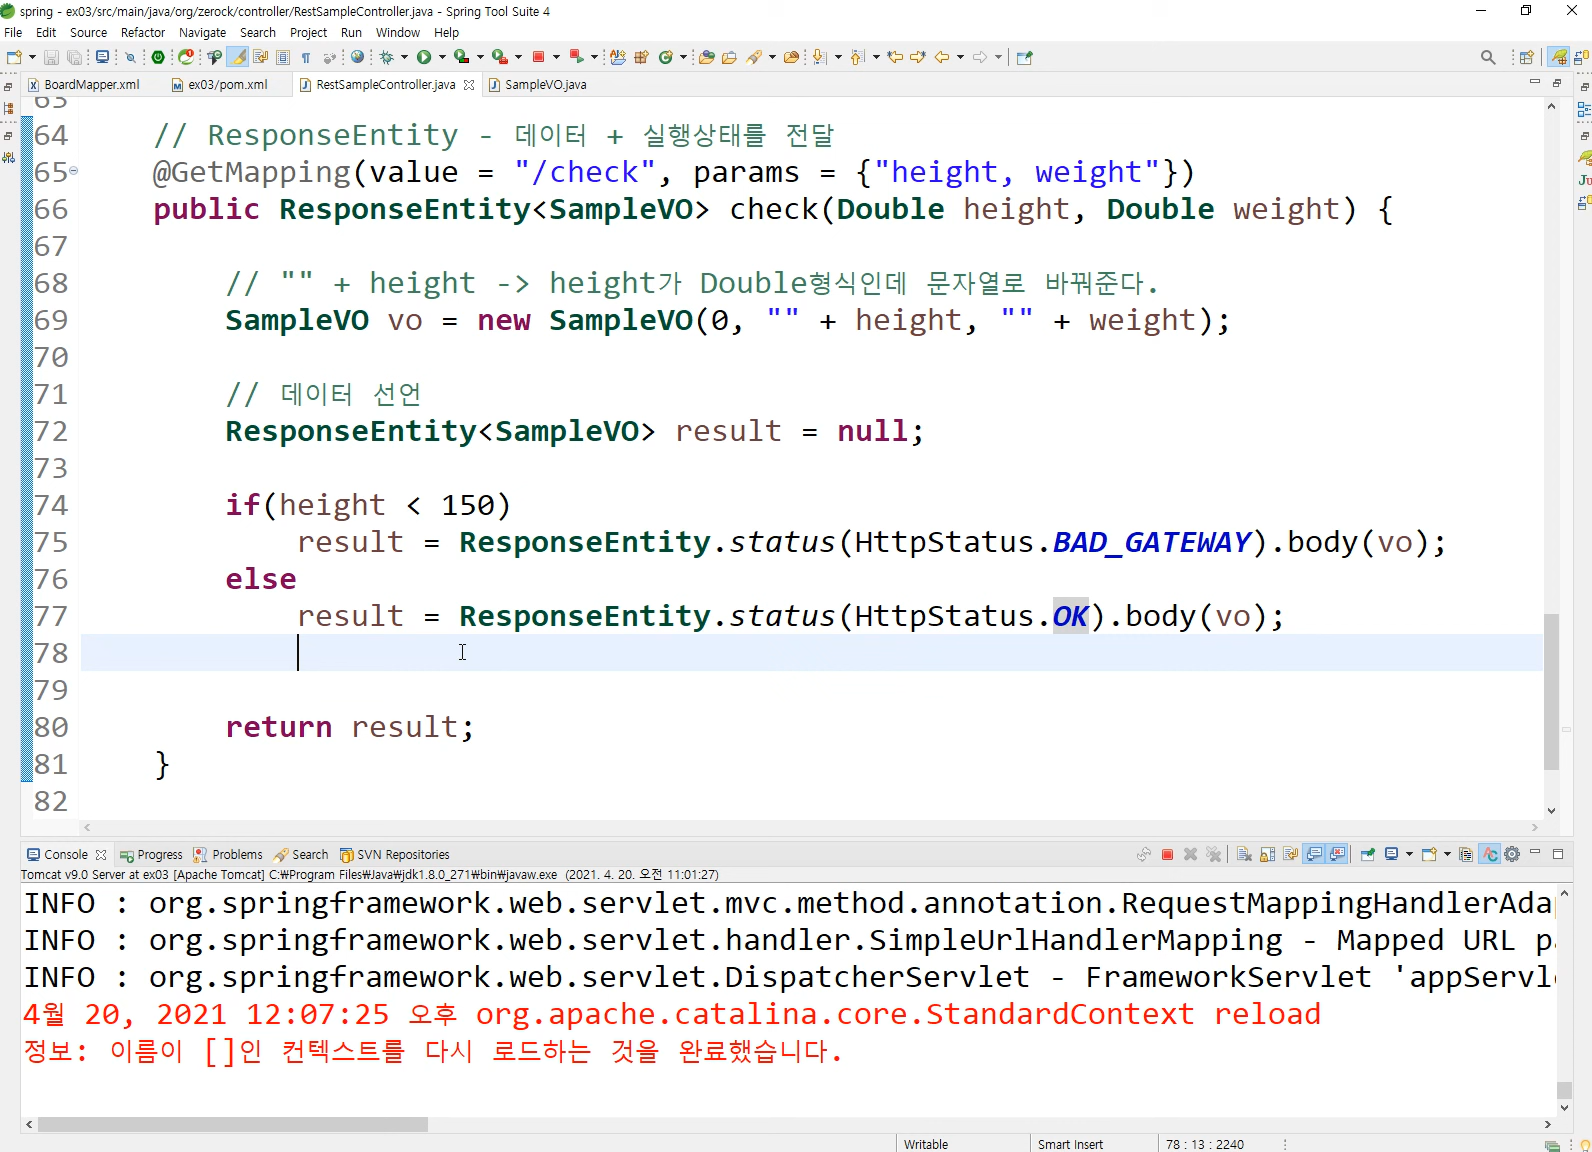 spring - ex03/src/main/java/org/zerock/controller/RestSampleController.java - Spring Tool Suite 4
File Edit Source Refactor Navigate Search Project Run Window Help
BoardMapper.xml ex03/pom.xml RestSampleController.java SampleVO.java
63
64 // ResponseEntity - 데이터 + 실행상태를 전달
65 @GetMapping(value = "/check", params = {"height, weight"})
66 public ResponseEntity<SampleVO> check(Double height, Double weight) {
67
68 // "" + height -> height가 Double형식인데 문자열로 바꿔준다.
69 SampleVO vo = new SampleVO(0, "" + height, "" + weight);
70
71 // 데이터 선언
72 ResponseEntity<SampleVO> result = null;
73
74 if(height < 150)
75 result = ResponseEntity.status(HttpStatus.BAD_GATEWAY).body(vo);
76 else
77 result = ResponseEntity.status(HttpStatus.OK).body(vo);
78
79
80 return result;
81 }
82
Console Progress Problems Search SVN Repositories
Tomcat v9.0 Server at ex03 [Apache Tomcat] C:₩Program Files₩Java₩jdk1.8.0_271₩bin₩javaw.exe (2021. 4. 20. 오전 11:01:27)
INFO : org.springframework.web.servlet.mvc.method.annotation.RequestMappingHandlerAda
INFO : org.springframework.web.servlet.handler.SimpleUrlHandlerMapping - Mapped URL p
INFO : org.springframework.web.servlet.DispatcherServlet - FrameworkServlet 'appServl
4월 20, 2021 12:07:25 오후 org.apache.catalina.core.StandardContext reload
정보: 이름이 []인 컨텍스트를 다시 로드하는 것을 완료했습니다.
Writable Smart Insert 78 : 13 : 2240